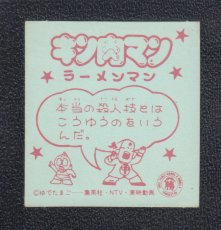 キン肉マン
ラーメンマン
本当の殺人技とは
こうゆうのをいう
んだ。
©ゆでたまご・集英社・NTV・東映動画